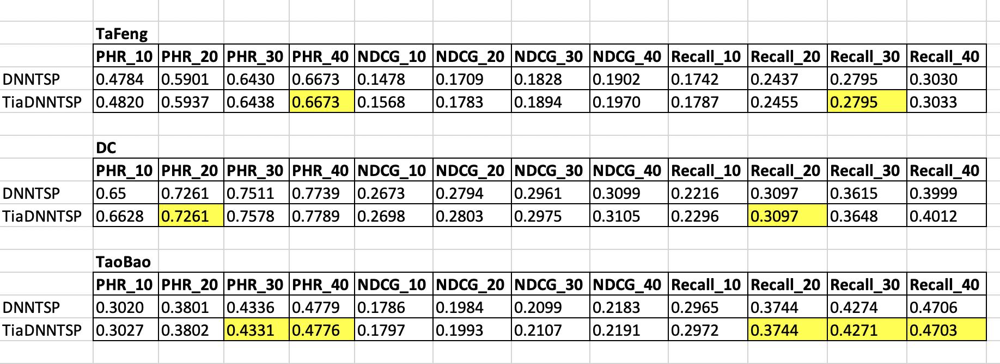 TaFeng
PHR_10 PHR_20 PHR_30 PHR_40 NDCG_10 NDCG_20 NDCG_30 NDCG_40 Recall_10 Recall_20 Recall_30 Recall_40
DNNTSP 0.4784 0.5901 0.6430 0.6673 0.1478 0.1709 0.1828 0.1902 0.1742 0.2437 0.2795 0.3030
TiaDNNTSP 0.4820 0.5937 0.6438 0.6673 0.1568 0.1783 0.1894 0.1970 0.1787 0.2455 0.2795 0.3033
DC
PHR_10 PHR_20 PHR_30 PHR_40 NDCG_10 NDCG_20 NDCG_30 NDCG_40 Recall_10 Recall_20 Recall_30 Recall_40
DNNTSP 0.65 0.7261 0.7511 0.7739 0.2673 0.2794 0.2961 0.3099 0.2216 0.3097 0.3615 0.3999
TiaDNNTSP 0.6628 0.7261 0.7578 0.7789 0.2698 0.2803 0.2975 0.3105 0.2296 0.3097 0.3648 0.4012
TaoBao
PHR_10 PHR_20 PHR_30 PHR_40 NDCG_10 NDCG_20 NDCG_30 NDCG_40 Recall_10 Recall_20 Recall_30 Recall_40
DNNTSP 0.3020 0.3801 0.4336 0.4779 0.1786 0.1984 0.2099 0.2183 0.2965 0.3744 0.4274 0.4706
TiaDNNTSP 0.3027 0.3802 0.4331 0.4776 0.1797 0.1993 0.2107 0.2191 0.2972 0.3744 0.4271 0.4703